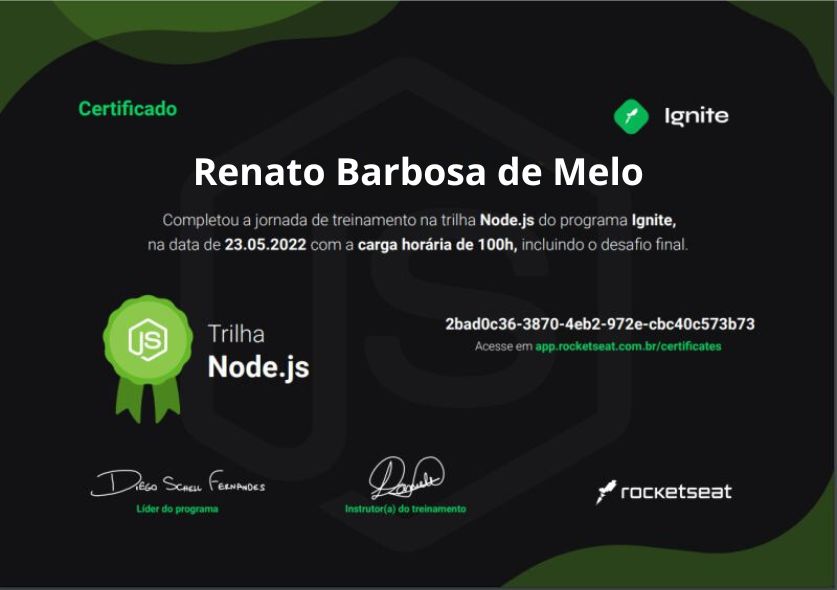 Certificado
Ignite
Renato Barbosa de Melo
Completou a jornada de treinamento na trilha Node.js do programa Ignite,
na data de 23.05.2022 com a carga horária de 100h, incluindo o desafio final.
JS
Trilha
Node.js
2bad0c36-3870-4eb2-972e-cbc40c573b73
Acesse em app.rocketseat.com.br/certificates
Diego Schell Fernandes
Líder do programa
Instrutor(a) do treinamento
rocketseat